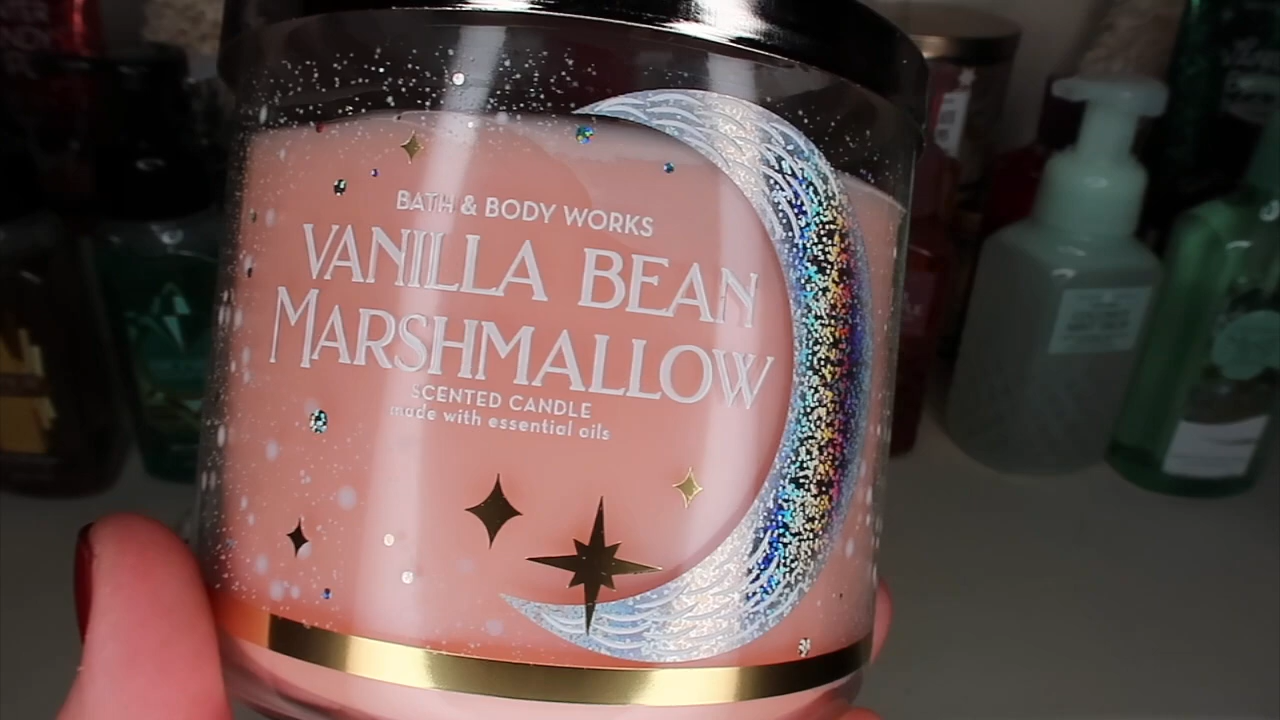 BATH & BODY WORKS
VANILLA BEAN
MARSHMALLOW
SCENTED CANDLE
made with essential oils